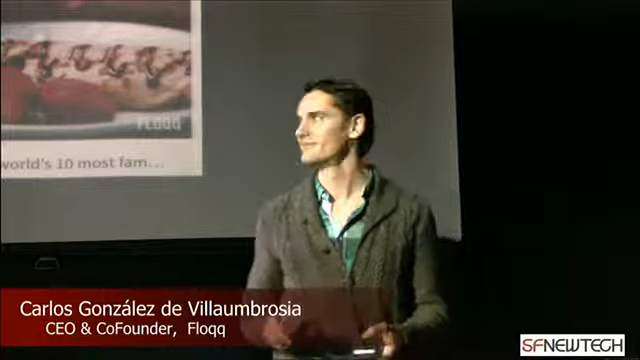 FLOQQ
world's 10 most fam...
Carlos González de Villaumbrosia
CEO & CoFounder, Floqq
SFNEWTECH